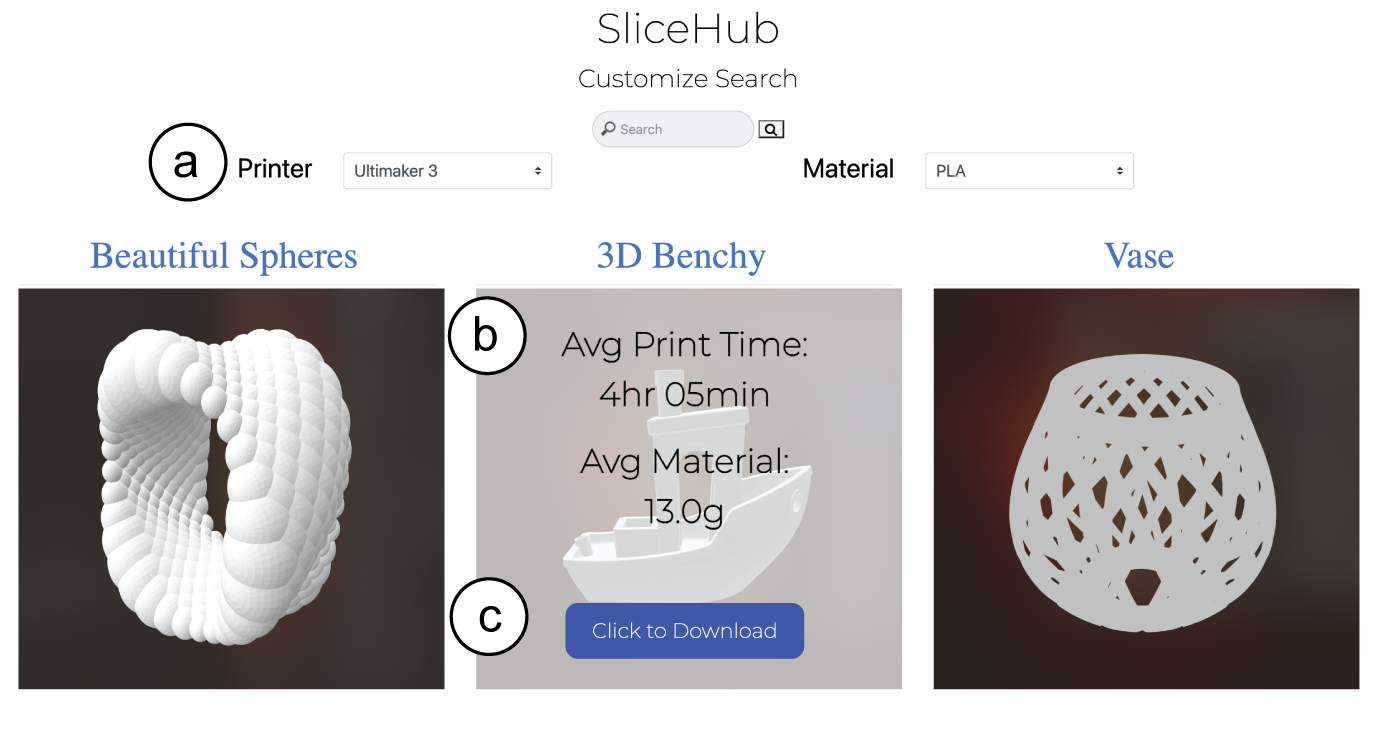 SliceHub
Customize Search
Search
a Printer Ultimaker 3 Material PLA
Beautiful Spheres 3D Benchy Vase
b
Avg Print Time:
4hr 05min
Avg Material:
13.0g
c
Click to Download